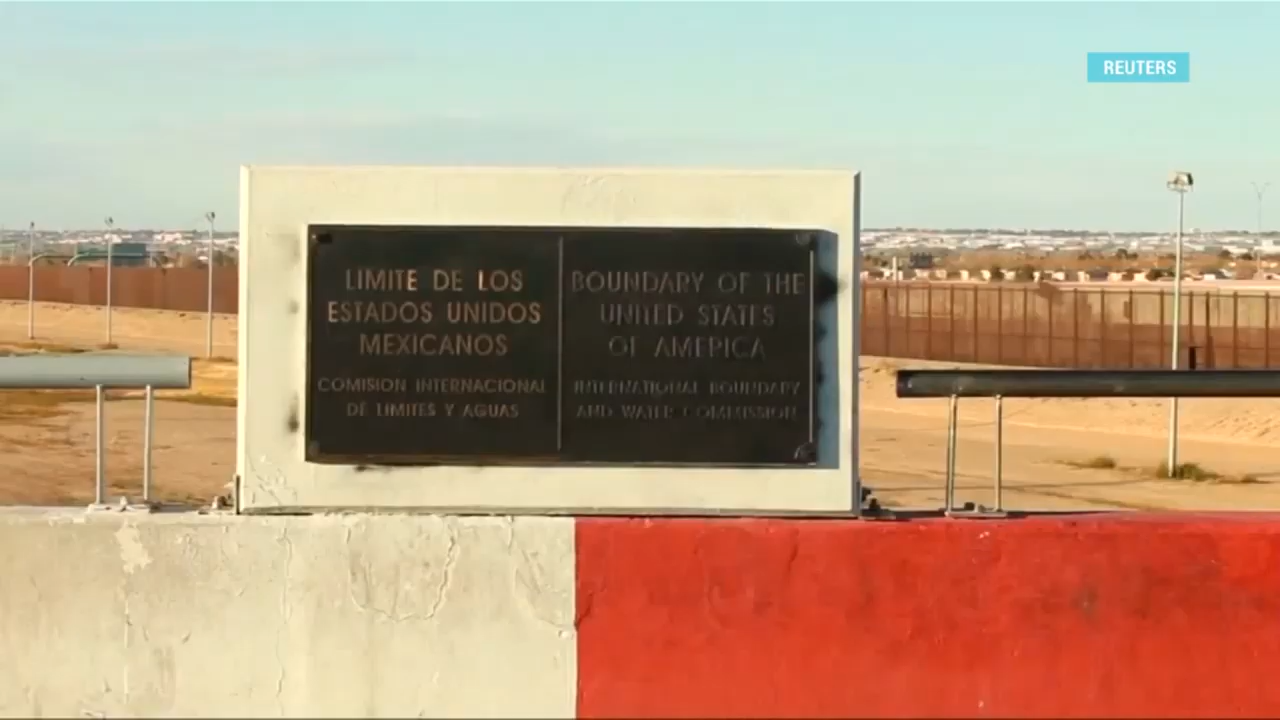 REUTERS
LIMITE DE LOS
ESTADOS UNIDOS
MEXICANOS
COMISION INTERNACIONAL
DE LIMITES Y AGUAS
BOUNDARY OF THE
UNITED STATES
OF AMERICA
INTERNATIONAL BOUNDARY
AND WATER COMMISSION